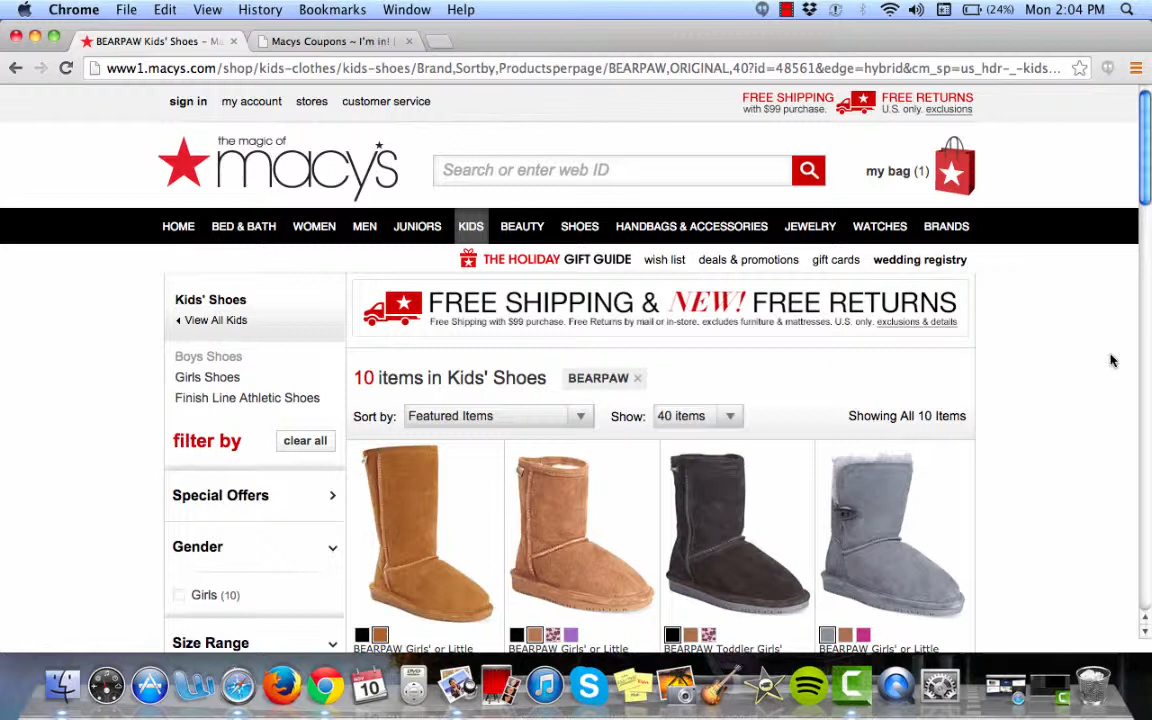 Chrome File Edit View History Bookmarks Window Help (24%) Mon 2:04 PM
BEARPAW Kids' Shoes – Ma Macys Coupons ~ I'm in! |
www1.macys.com/shop/kids-clothes/kids-shoes/Brand,Sortby,Productsperpage/BEARPAW,ORIGINAL,40?id=48561&edge=hybrid&cm_sp=us_hdr-_-kids...
sign in my account stores customer service
FREE SHIPPING with $99 purchase. FREE RETURNS U.S. only. exclusions
the magic of
macy's
Search or enter web ID
my bag (1)
HOME BED & BATH WOMEN MEN JUNIORS KIDS BEAUTY SHOES HANDBAGS & ACCESSORIES JEWELRY WATCHES BRANDS
THE HOLIDAY GIFT GUIDE wish list deals & promotions gift cards wedding registry
Kids' Shoes
View All Kids
Boys Shoes
Girls Shoes
Finish Line Athletic Shoes
filter by clear all
Special Offers
Gender
Girls (10)
Size Range
FREE SHIPPING & NEW! FREE RETURNS
Free Shipping with $99 purchase. Free Returns by mail or in-store. excludes furniture & mattresses. U.S. only. exclusions & details
10 items in Kids' Shoes BEARPAW
Sort by: Featured Items Show: 40 items Showing All 10 Items
BEARPAW Girls' or Little BEARPAW Girls' or Little BEARPAW Toddler Girls' BEARPAW Girls' or Little
NOV
10
DVD